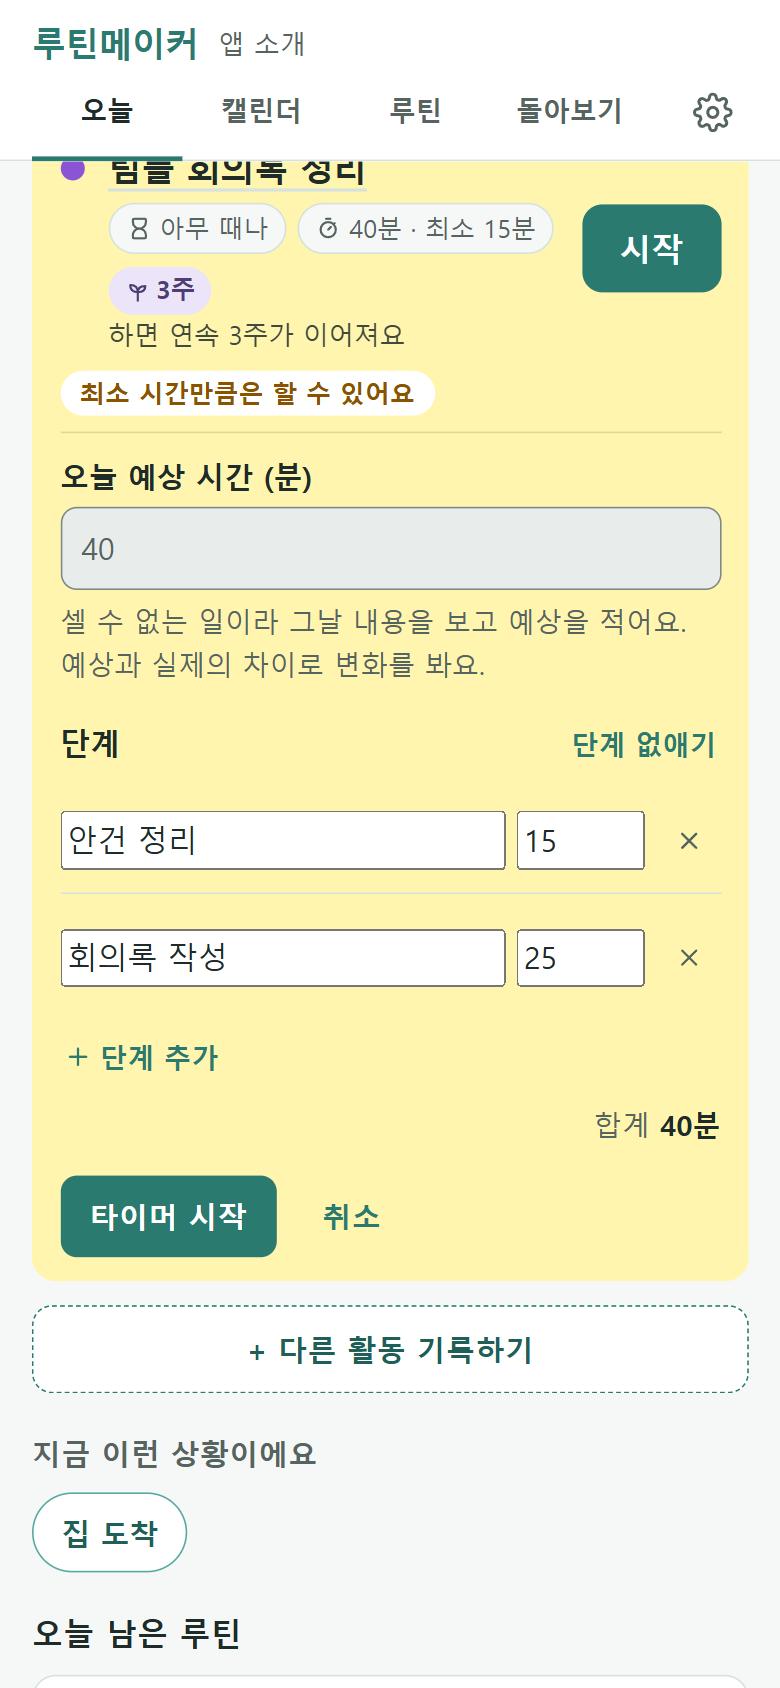 루틴메이커 앱 소개
오늘 캘린더 루틴 돌아보기
팀플 회의록 정리
아무 때나 40분 · 최소 15분
시작
3주
하면 연속 3주가 이어져요
최소 시간만큼은 할 수 있어요
오늘 예상 시간 (분)
40
셀 수 없는 일이라 그날 내용을 보고 예상을 적어요.
예상과 실제의 차이로 변화를 봐요.
단계 단계 없애기
안건 정리 15 ×
회의록 작성 25 ×
+ 단계 추가
합계 40분
타이머 시작 취소
+ 다른 활동 기록하기
지금 이런 상황이에요
집 도착
오늘 남은 루틴